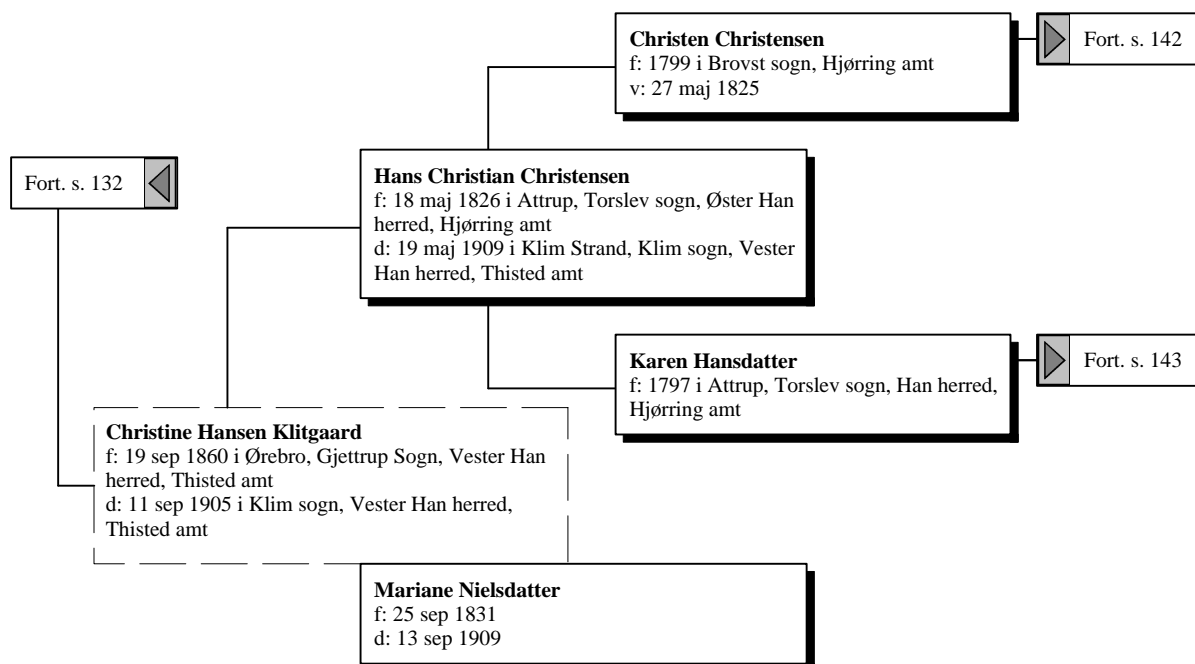 Christen Christensen
f: 1799 i Brovst sogn, Hjørring amt
v: 27 maj 1825
Fort. s. 142
Fort. s. 132
Hans Christian Christensen
f: 18 maj 1826 i Attrup, Torslev sogn, Øster Han
herred, Hjørring amt
d: 19 maj 1909 i Klim Strand, Klim sogn, Vester
Han herred, Thisted amt
Karen Hansdatter
f: 1797 i Attrup, Torslev sogn, Han herred,
Hjørring amt
Fort. s. 143
Christine Hansen Klitgaard
f: 19 sep 1860 i Ørebro, Gjettrup Sogn, Vester Han
herred, Thisted amt
d: 11 sep 1905 i Klim sogn, Vester Han herred,
Thisted amt
Mariane Nielsdatter
f: 25 sep 1831
d: 13 sep 1909